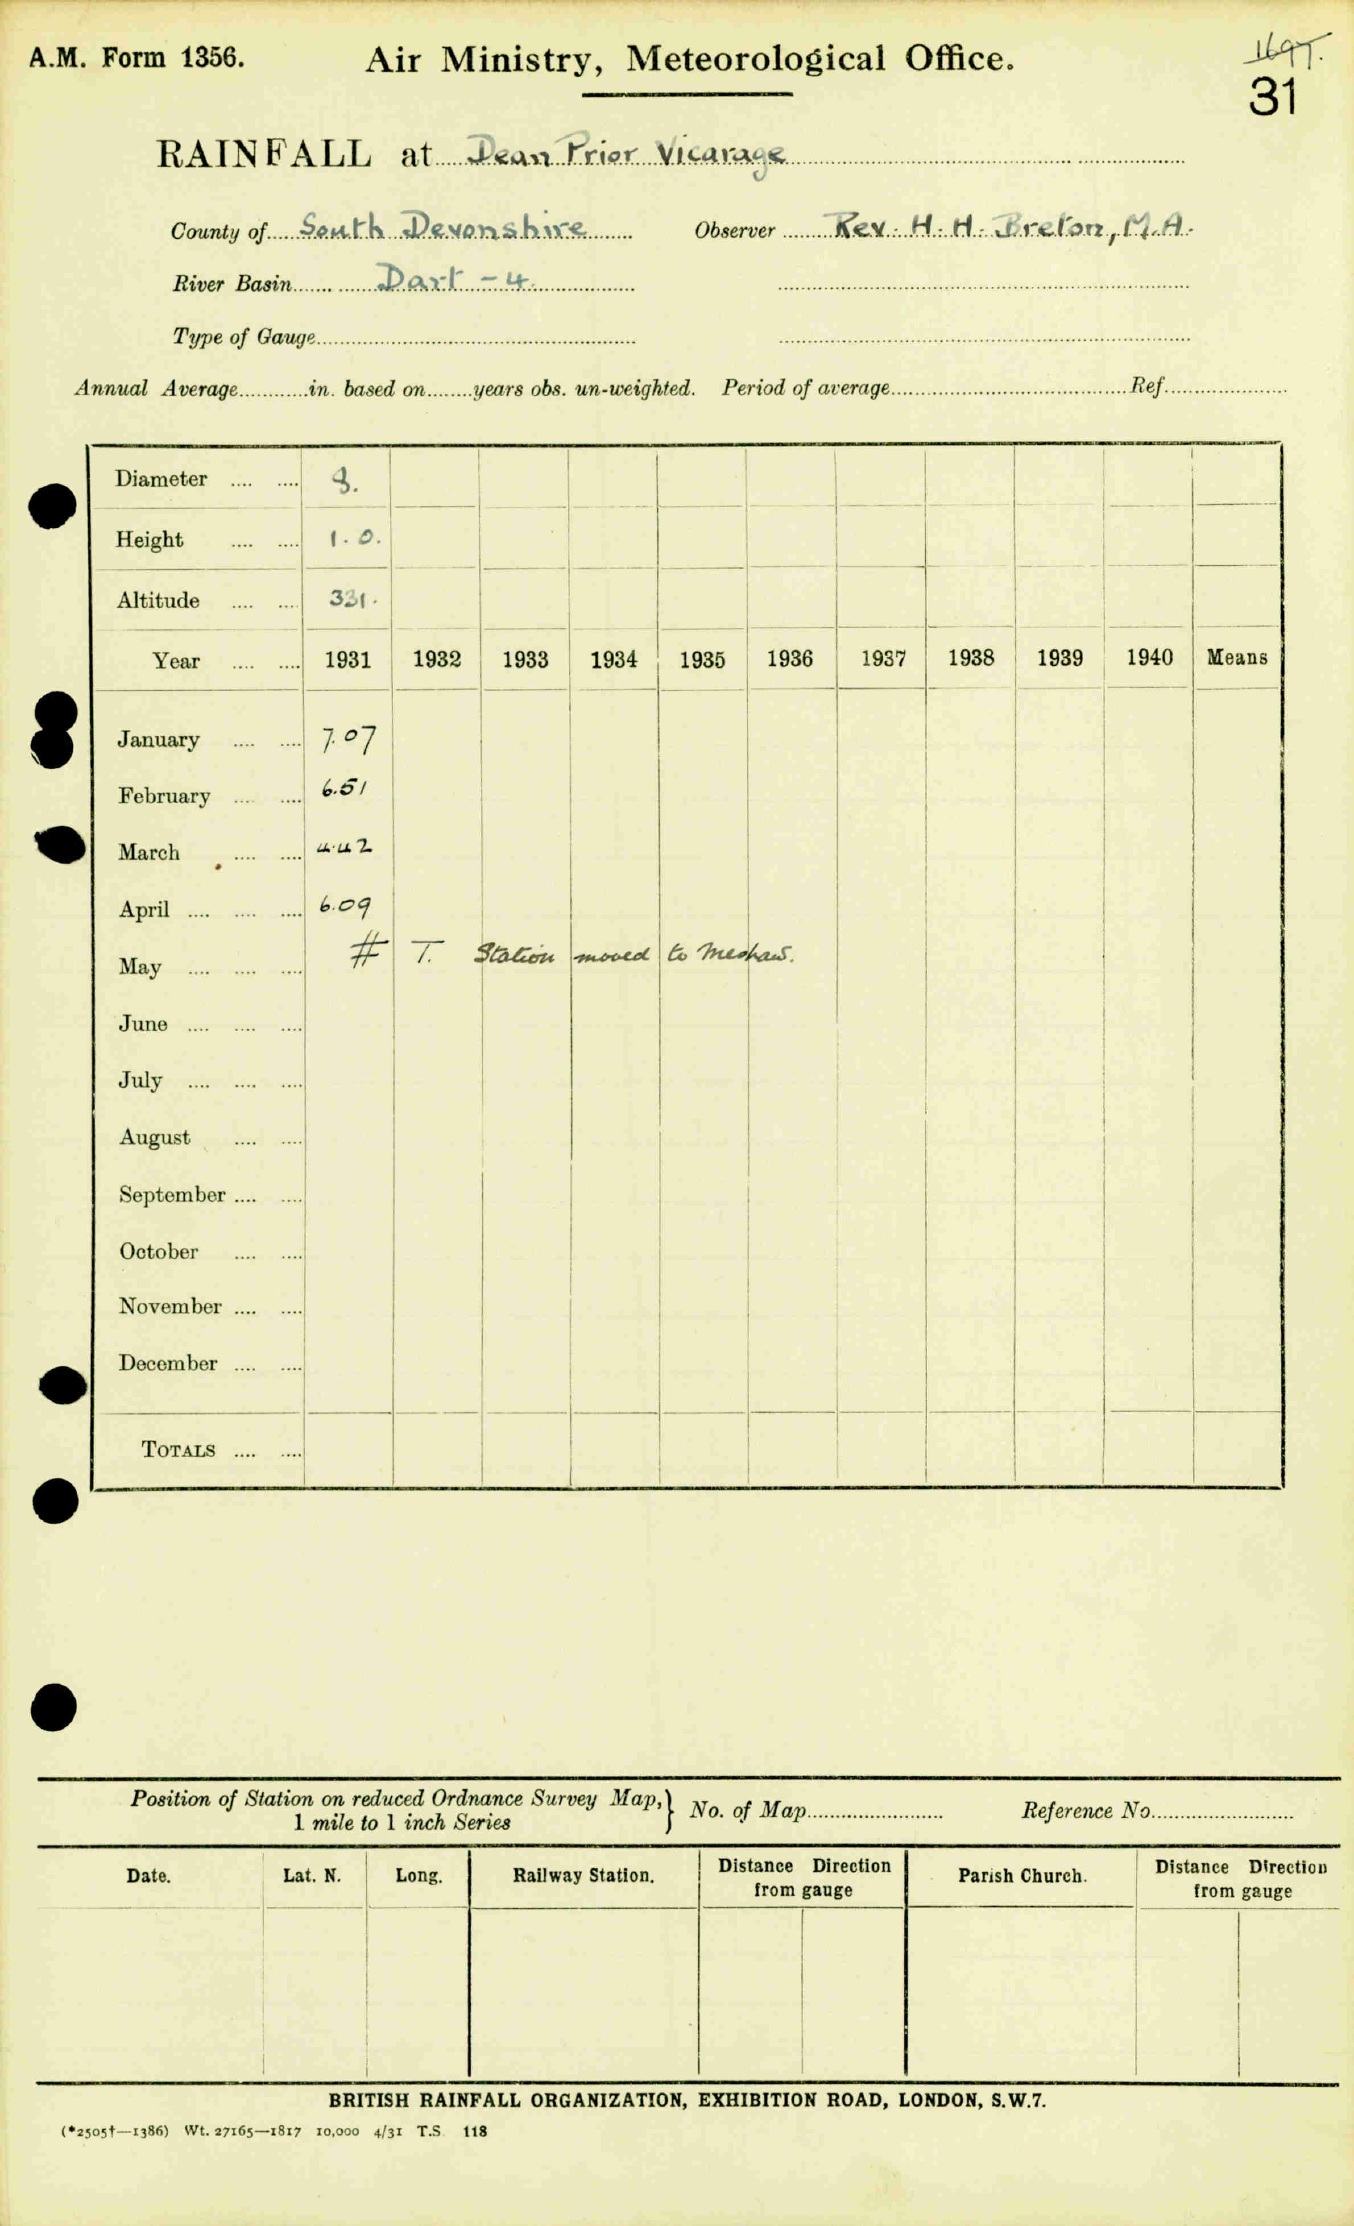 A.M. Form 1356.
Air Ministry, Meteorological Office.
31
RAINFALL at Dean Prior Vicarage
County of South Devonshire Observer Rev. H. H. Breton, M.A.
River Basin Dart - 4.
Type of Gauge
Annual Average in. based on years obs. un-weighted. Period of average Ref.
Diameter 8.
Height 1. 0.
Altitude 331.
Year 1931 1932 1933 1934 1935 1936 1937 1938 1939 1940 Means
January 7.07
February 6.51
March 4.42
April 6.09
May # T. Station moved to Meshaw.
June
July
August
September
October
November
December
TOTALS
Position of Station on reduced Ordnance Survey Map,
1 mile to 1 inch Series
No. of Map Reference No.
Date. Lat. N. Long. Railway Station. Distance Direction from gauge Parish Church. Distance Direction from gauge
BRITISH RAINFALL ORGANIZATION, EXHIBITION ROAD, LONDON, S.W.7.
(*2505†—1386) Wt. 27165—1817 10,000 4/31 T.S. 118